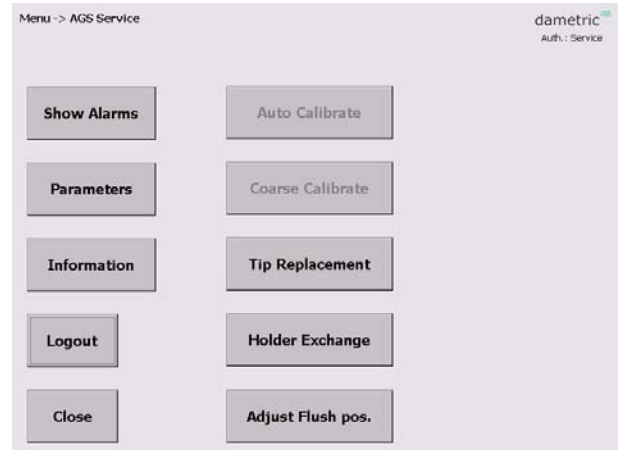 Menu -> AGS Service
dametric
Auth.: Service
Show Alarms
Auto Calibrate
Parameters
Coarse Calibrate
Information
Tip Replacement
Logout
Holder Exchange
Close
Adjust Flush pos.